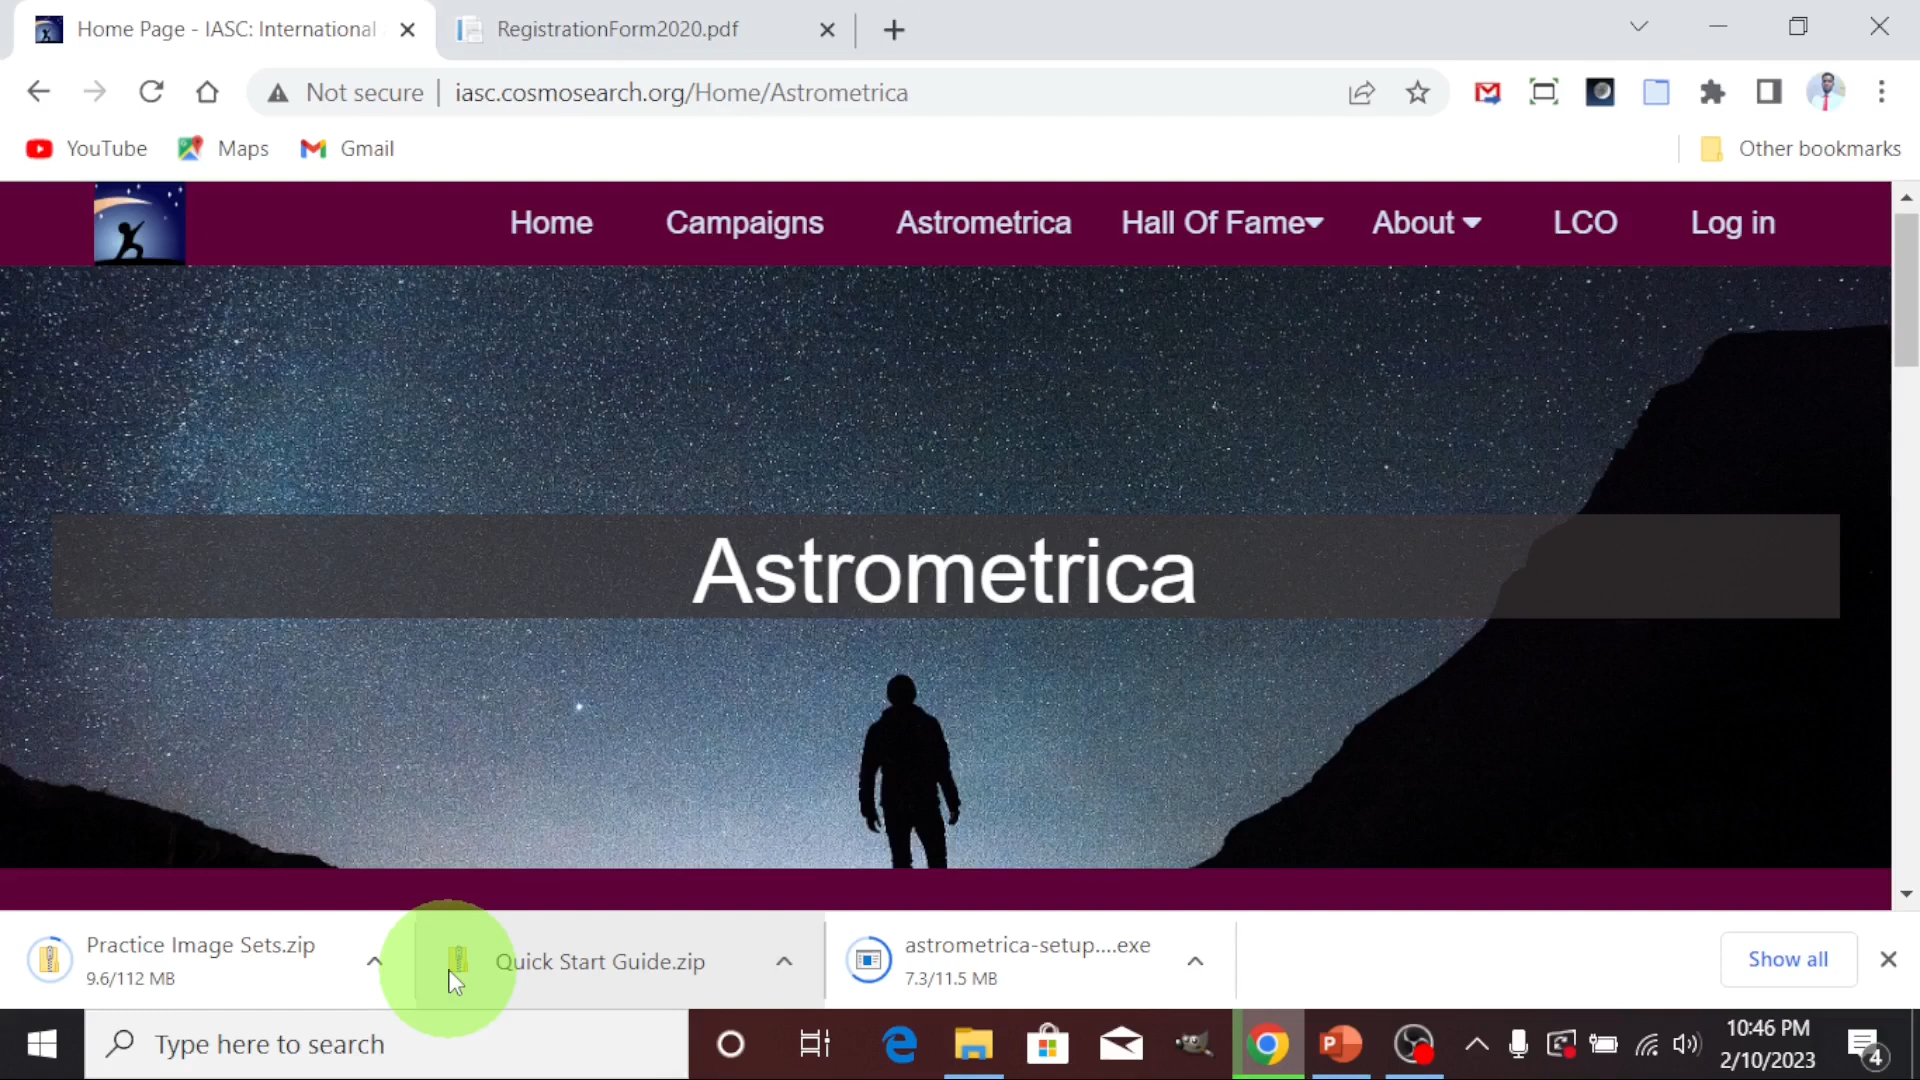 Home Page - IASC: International
RegistrationForm2020.pdf
Not secure
iasc.cosmosearch.org/Home/Astrometrica
YouTube
Maps
Gmail
Other bookmarks
Home
Campaigns
Astrometrica
Hall Of Fame
About
LCO
Log in
Astrometrica
Practice Image Sets.zip
9.6/112 MB
Quick Start Guide.zip
astrometrica-setup....exe
7.3/11.5 MB
Show all
Type here to search
10:46 PM
2/10/2023
4